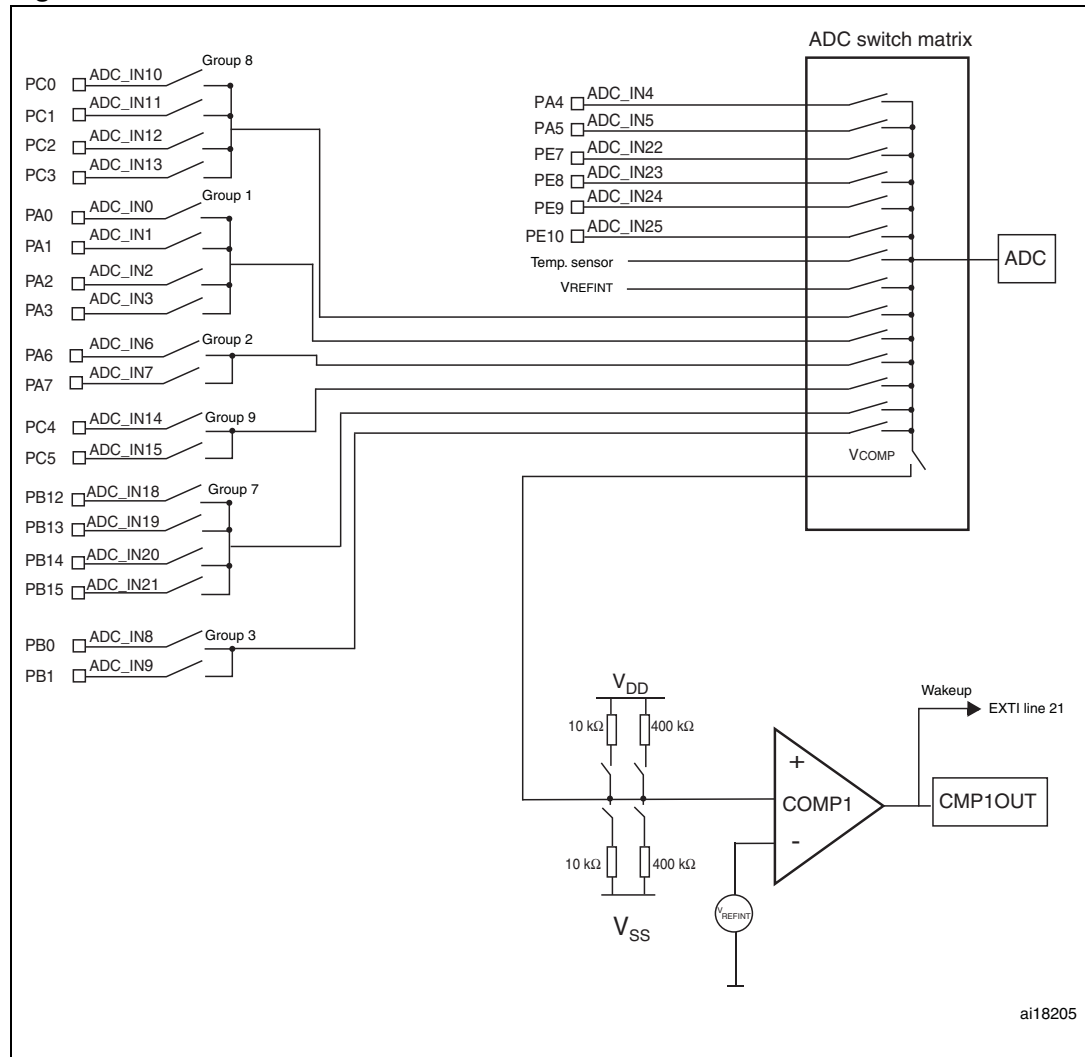 ADC switch matrix
Group 8
PC0 ADC_IN10
PC1 ADC_IN11
PC2 ADC_IN12
PC3 ADC_IN13
Group 1
PA0 ADC_IN0
PA1 ADC_IN1
PA2 ADC_IN2
PA3 ADC_IN3
PA6 ADC_IN6 Group 2
PA7 ADC_IN7
PC4 ADC_IN14 Group 9
PC5 ADC_IN15
PB12 ADC_IN18 Group 7
PB13 ADC_IN19
PB14 ADC_IN20
PB15 ADC_IN21
PB0 ADC_IN8 Group 3
PB1 ADC_IN9
PA4 ADC_IN4
PA5 ADC_IN5
PE7 ADC_IN22
PE8 ADC_IN23
PE9 ADC_IN24
PE10 ADC_IN25
Temp. sensor
VREFINT
ADC
VCOMP
VDD
10 kΩ 400 kΩ
10 kΩ 400 kΩ
VSS
+
COMP1
-
VREFINT
Wakeup
EXTI line 21
CMP1OUT
ai18205